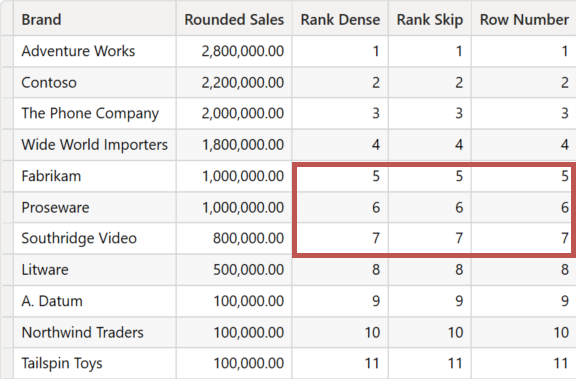 Brand Rounded Sales Rank Dense Rank Skip Row Number
Adventure Works 2,800,000.00 1 1 1
Contoso 2,200,000.00 2 2 2
The Phone Company 2,000,000.00 3 3 3
Wide World Importers 1,800,000.00 4 4 4
Fabrikam 1,000,000.00 5 5 5
Proseware 1,000,000.00 6 6 6
Southridge Video 800,000.00 7 7 7
Litware 500,000.00 8 8 8
A. Datum 100,000.00 9 9 9
Northwind Traders 100,000.00 10 10 10
Tailspin Toys 100,000.00 11 11 11